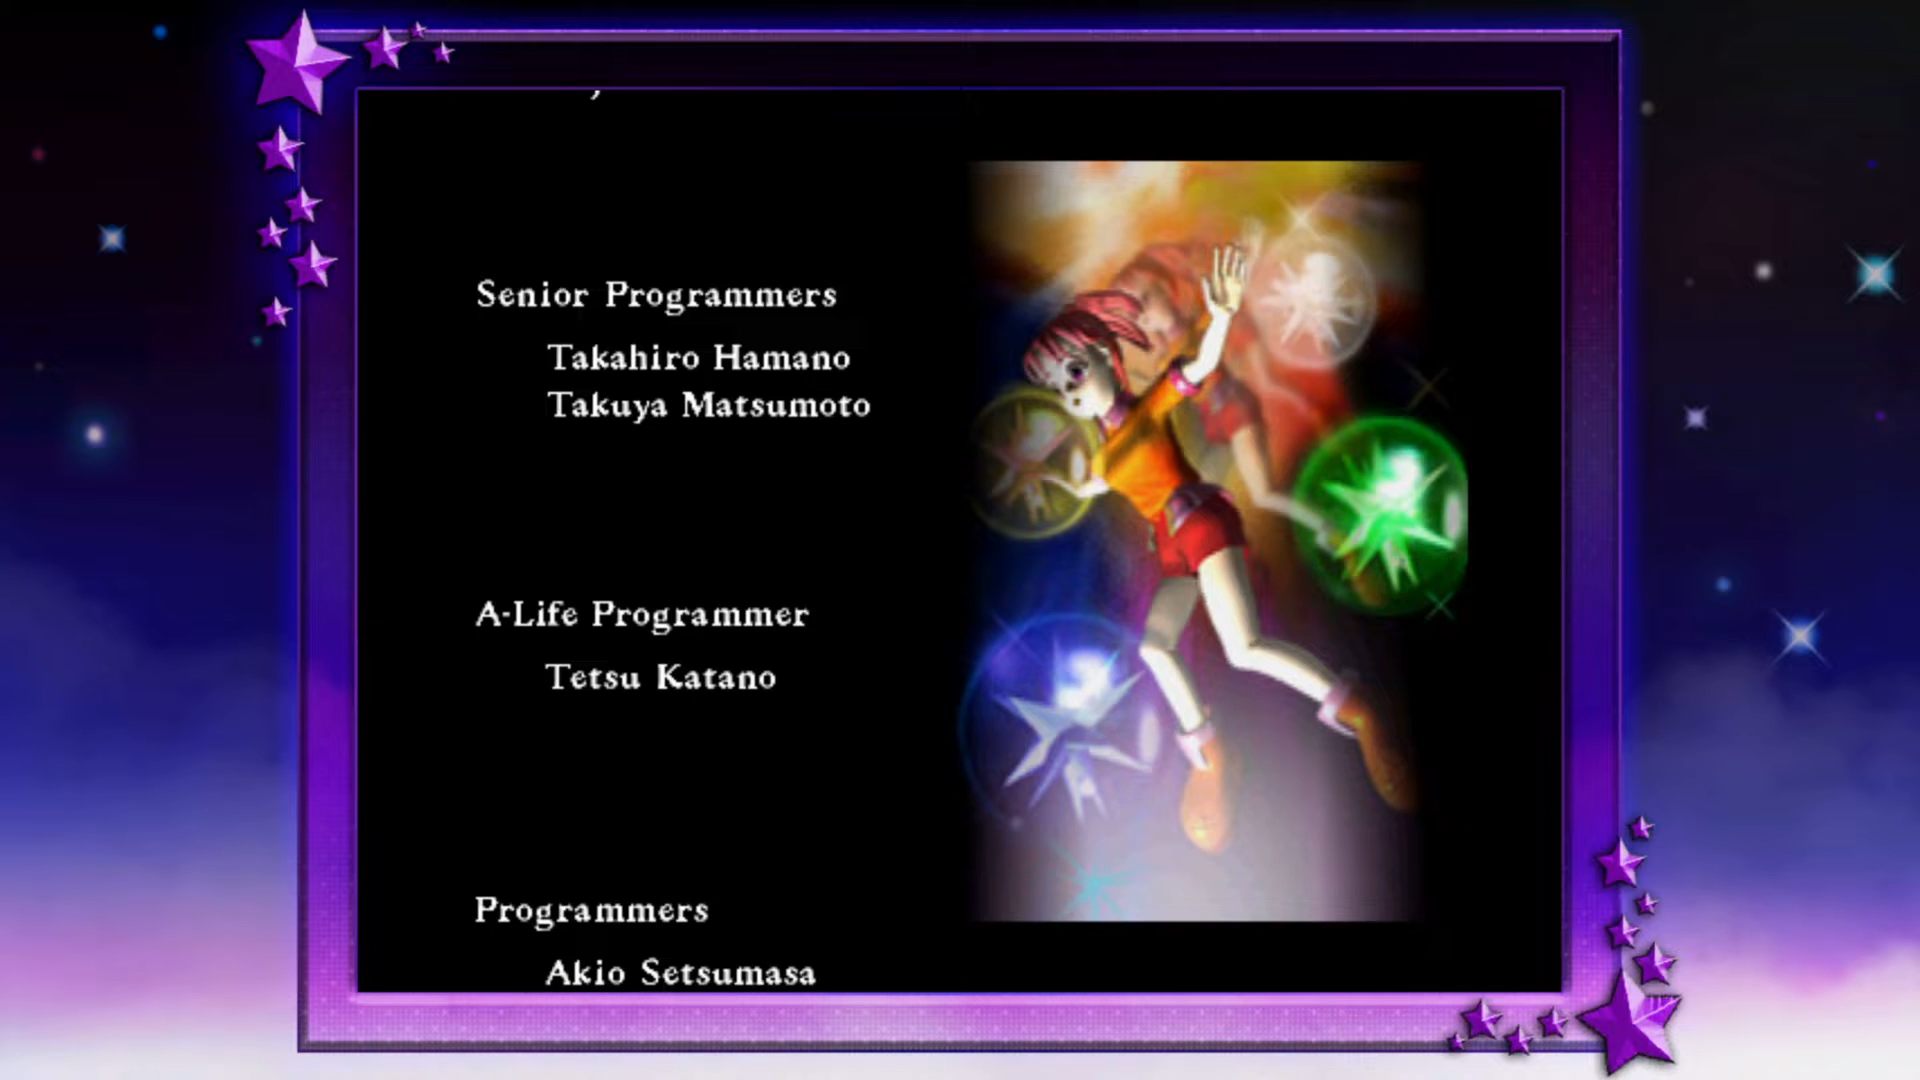 Senior Programmers
Takahiro Hamano
Takuya Matsumoto
A-Life Programmer
Tetsu Katano
Programmers
Akio Setsumasa